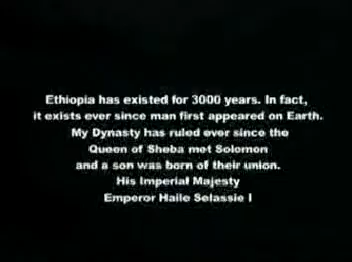 Ethiopia has existed for 3000 years. In fact,
it exists ever since man first appeared on Earth.
My Dynasty has ruled ever since the
Queen of Sheba met Solomon
and a son was born of their union.
His Imperial Majesty
Emperor Haile Selassie I